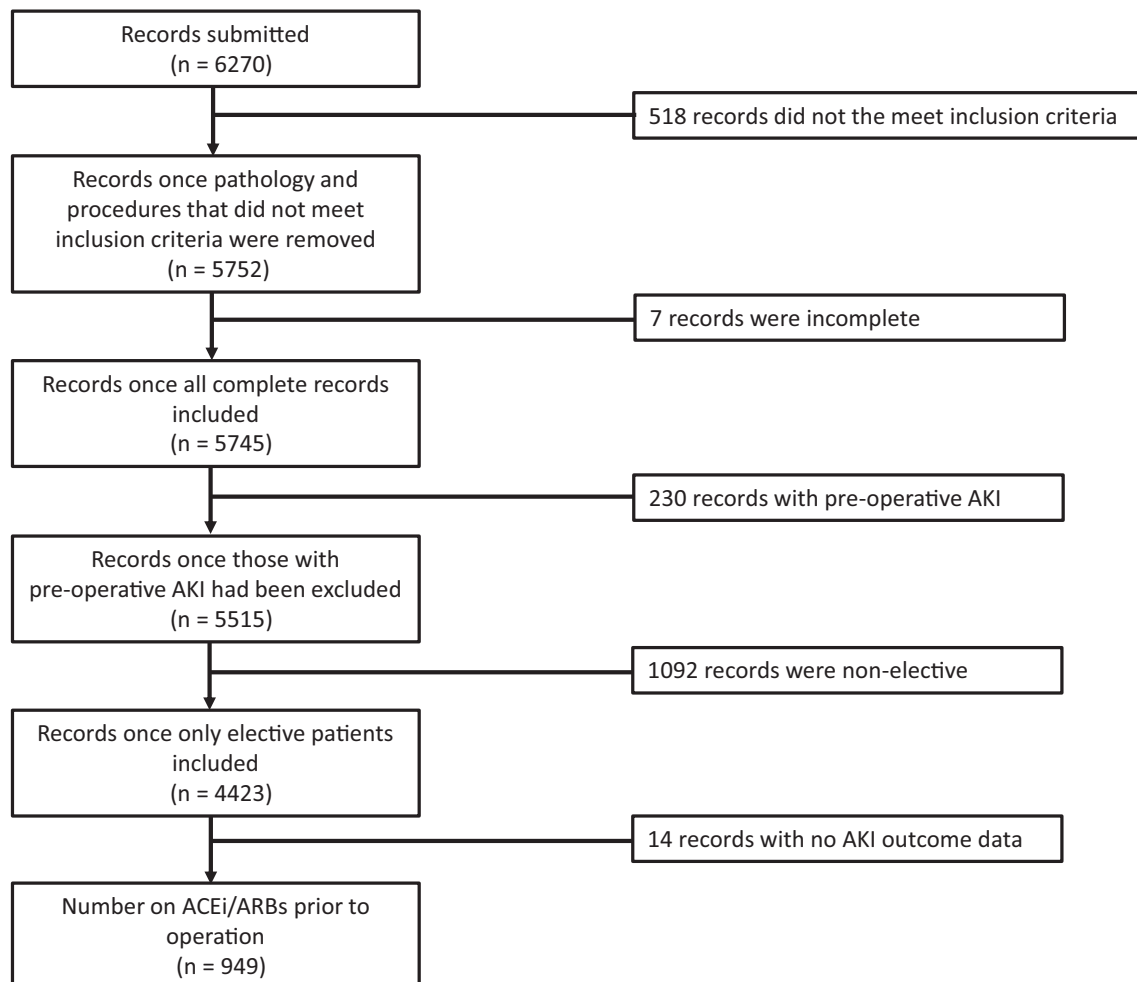 Records submitted
(n = 6270)
518 records did not the meet inclusion criteria
Records once pathology and
procedures that did not meet
inclusion criteria were removed
(n = 5752)
7 records were incomplete
Records once all complete records
included
(n = 5745)
230 records with pre-operative AKI
Records once those with
pre-operative AKI had been excluded
(n = 5515)
1092 records were non-elective
Records once only elective patients
included
(n = 4423)
14 records with no AKI outcome data
Number on ACEi/ARBs prior to
operation
(n = 949)